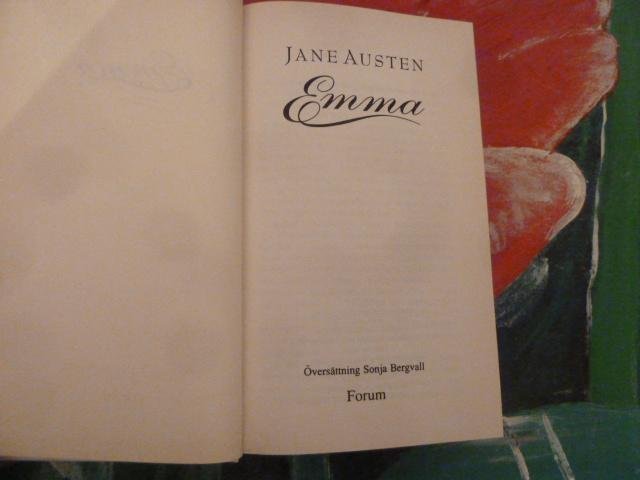 JANE AUSTEN
Emma
Översättning Sonja Bergvall
Forum